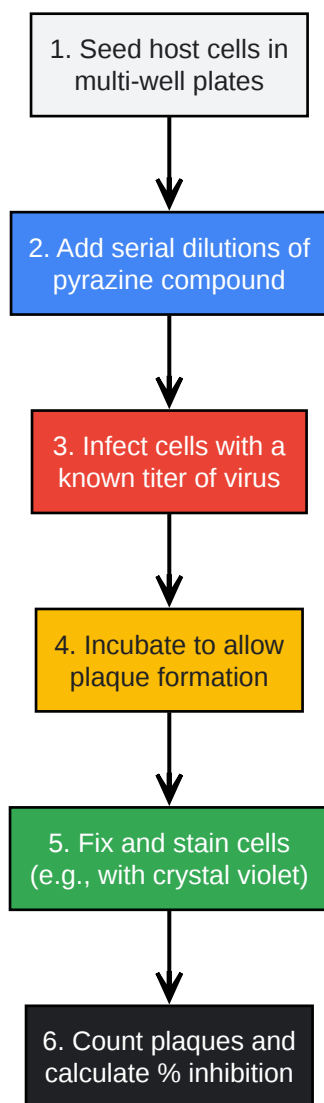 1. Seed host cells in
multi-well plates
2. Add serial dilutions of
pyrazine compound
3. Infect cells with a
known titer of virus
4. Incubate to allow
plaque formation
5. Fix and stain cells
(e.g., with crystal violet)
6. Count plaques and
calculate % inhibition